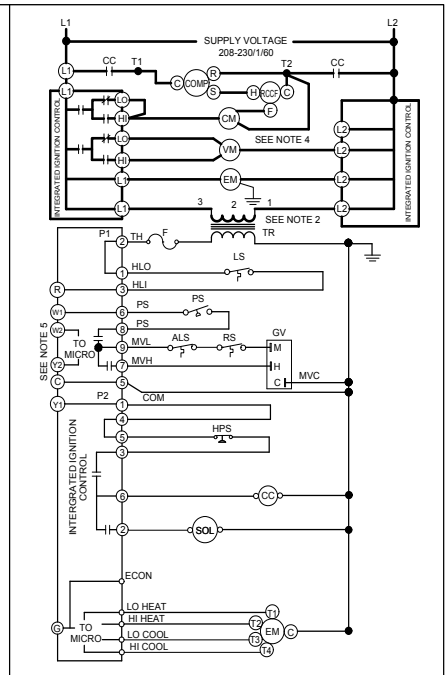 L1 L2
SUPPLY VOLTAGE
208-230/1/60
CC T1 T2 CC
L1 C COMP R S H RCCF C F
L1 LO HI CM
SEE NOTE 4
LO HI VM
L2
L1 EM L2
L1 3 2 1 L2
SEE NOTE 2
TR
INTEGRATED IGNITION CONTROL
INTEGRATED IGNITION CONTROL
P1 2 TH F
1 HLO LS
R 3 HLI
W1 6 PS PS
W2 8 PS GV
TO MICRO 9 MVL ALS RS M
Y2 7 MVH H
C 5 C MVC
SEE NOTE 5
Y1 P2 1 COM
4
5 HPS
3
INTERGRATED IGNITION
CONTROL
6 CC
2 SOL
ECON
LO HEAT T1
G TO MICRO HI HEAT T2 EM C
LO COOL T3
HI COOL T4